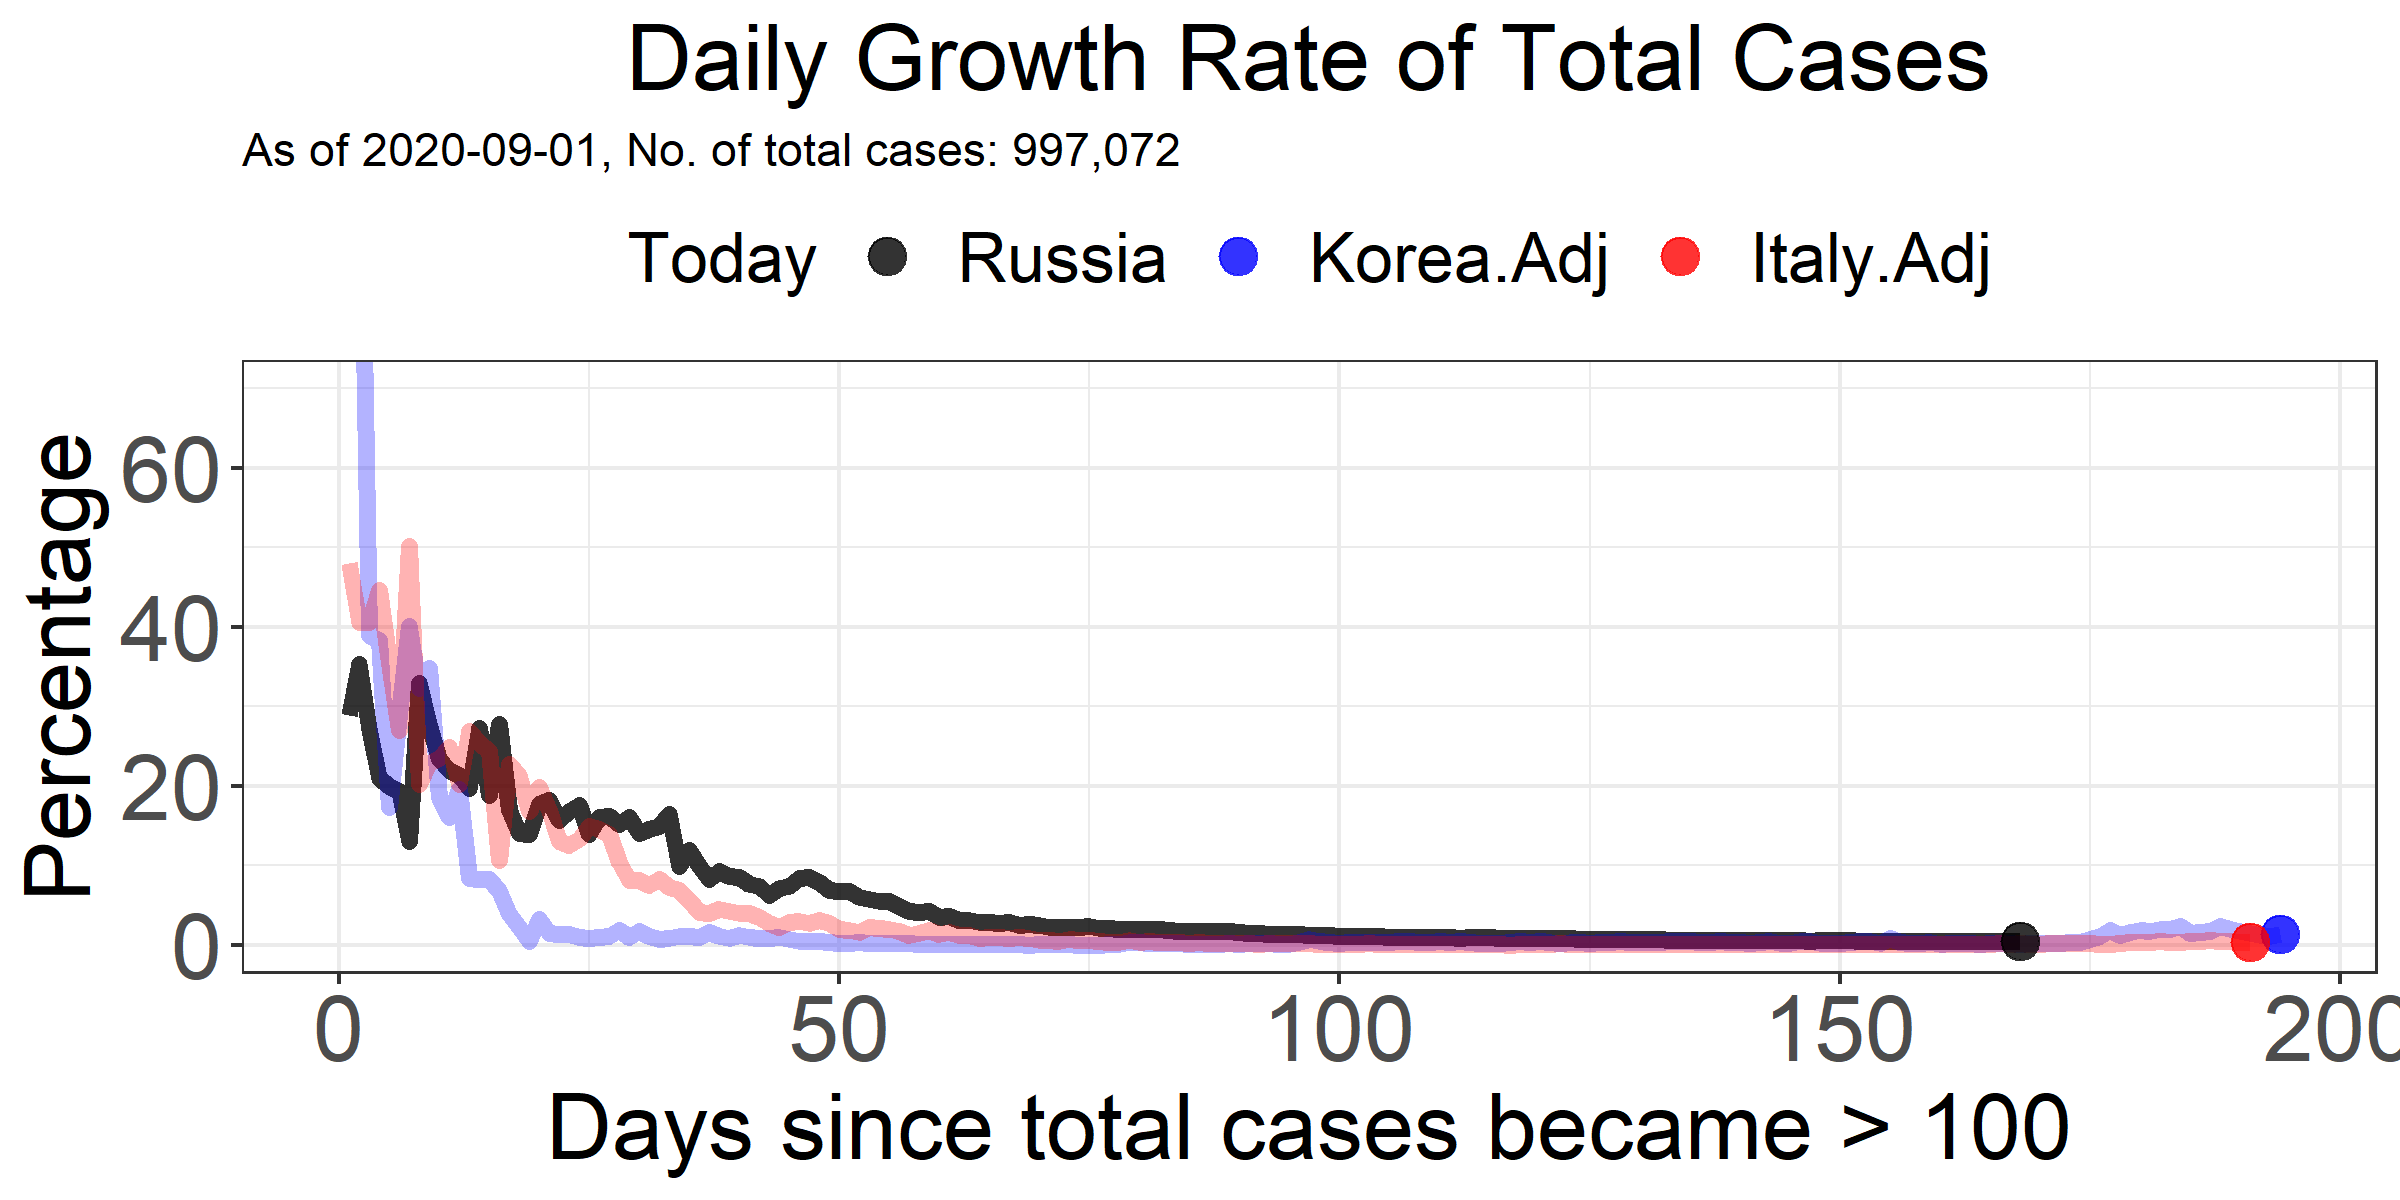 Daily Growth Rate of Total Cases
As of 2020-09-01, No. of total cases: 997,072
Today Russia Korea.Adj Italy.Adj
Percentage
60
40
20
0
0 50 100 150 200
Days since total cases became > 100